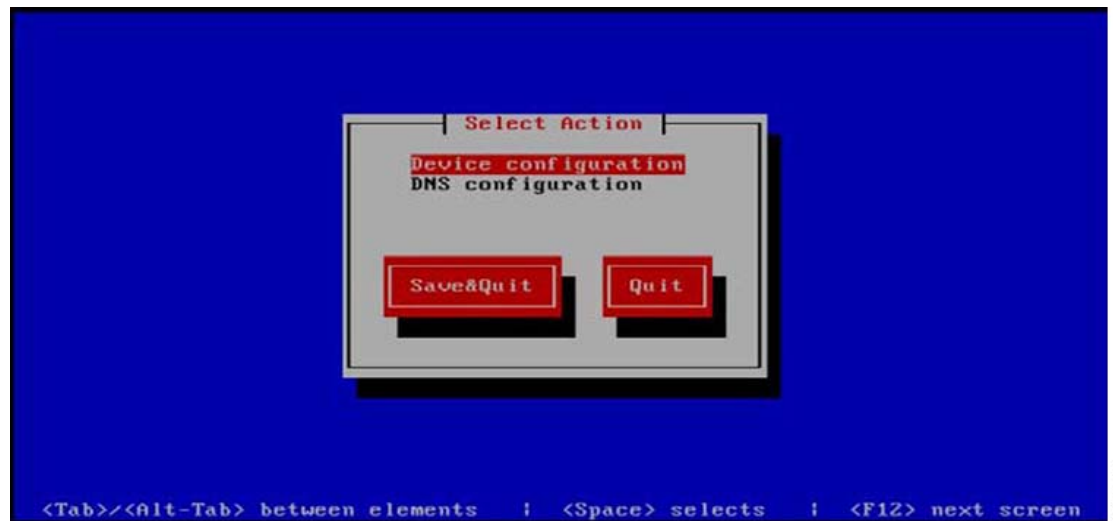 Select Action
Device configuration
DNS configuration
Save&Quit
Quit
<Tab>/<Alt-Tab> between elements | <Space> selects | <F12> next screen